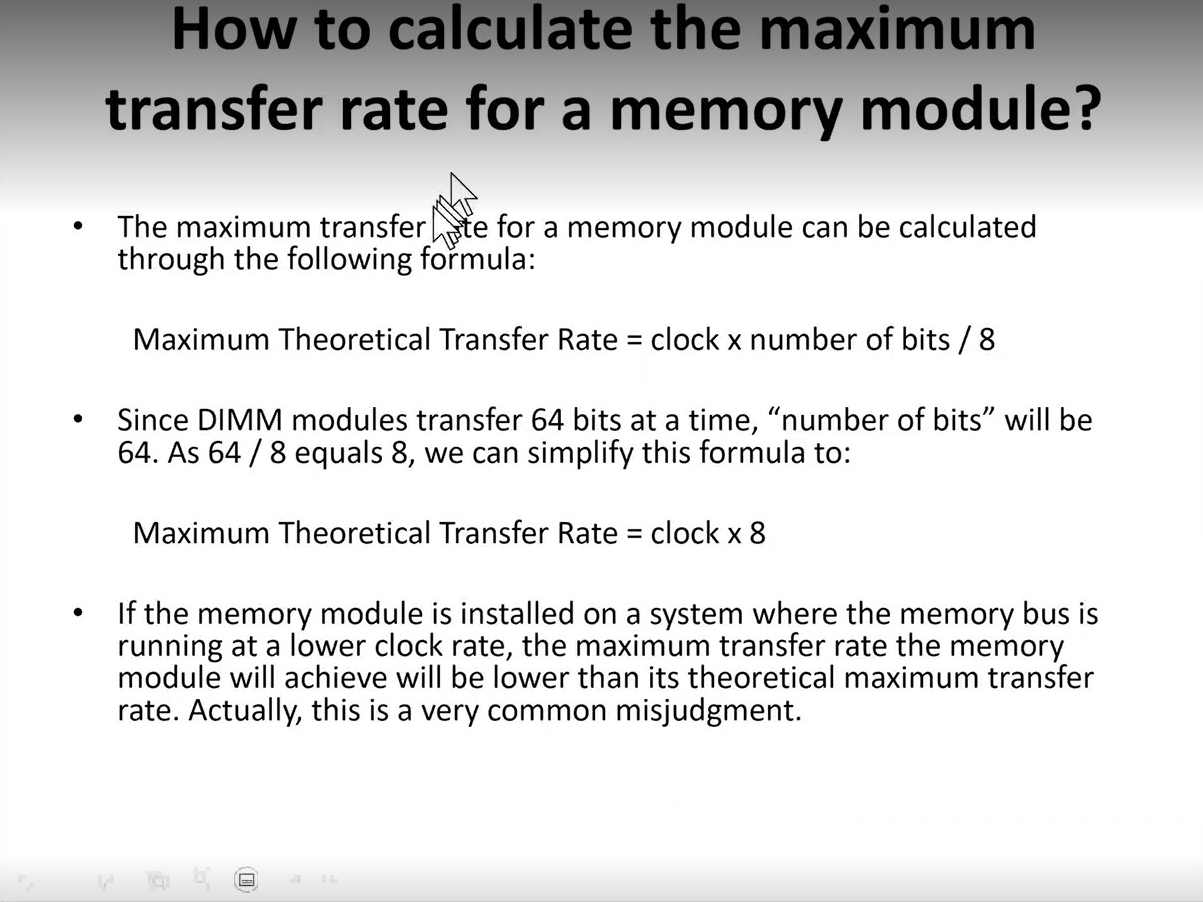 How to calculate the maximum
transfer rate for a memory module?
• The maximum transfer for a memory module can be calculated
through the following formula:
Maximum Theoretical Transfer Rate = clock x number of bits / 8
• Since DIMM modules transfer 64 bits at a time, “number of bits” will be
64. As 64 / 8 equals 8, we can simplify this formula to:
Maximum Theoretical Transfer Rate = clock x 8
• If the memory module is installed on a system where the memory bus is
running at a lower clock rate, the maximum transfer rate the memory
module will achieve will be lower than its theoretical maximum transfer
rate. Actually, this is a very common misjudgment.